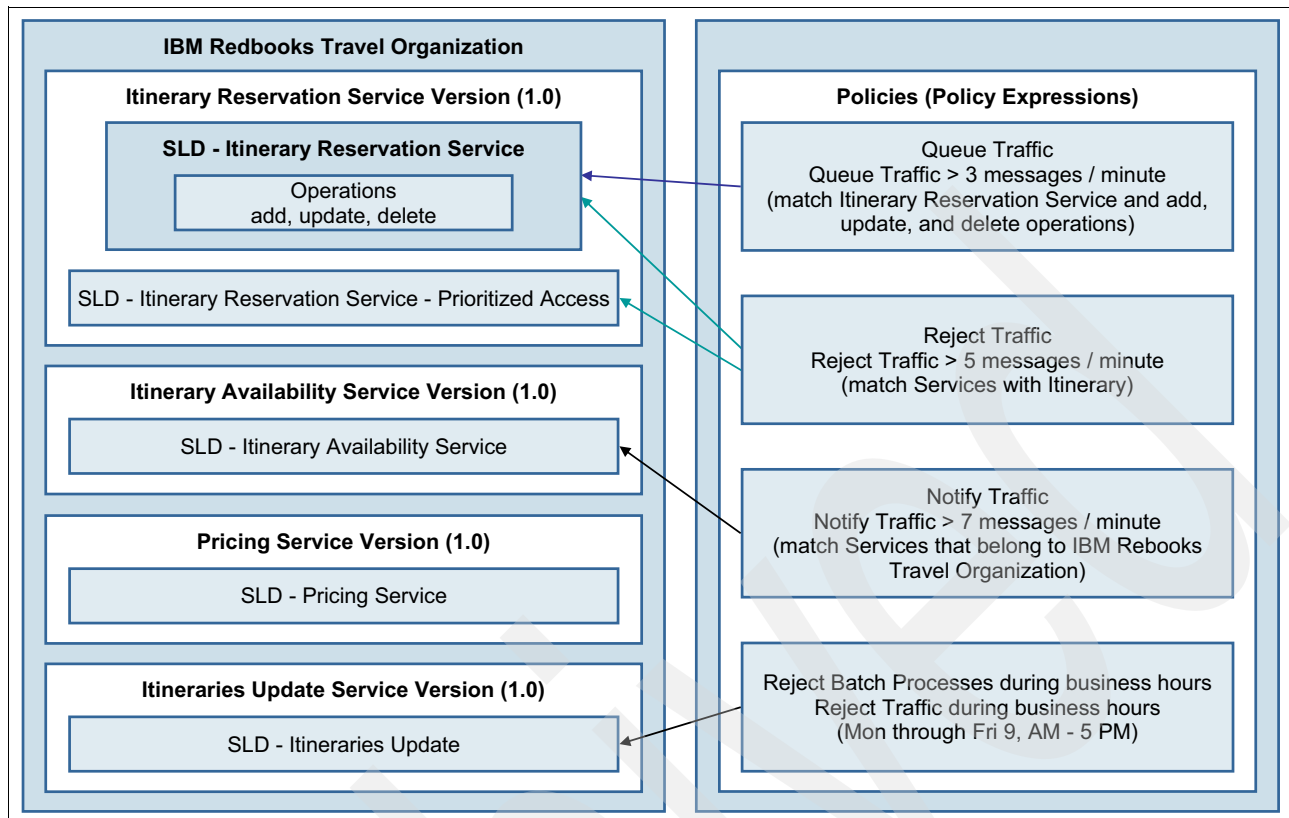 IBM Redbooks Travel Organization
Itinerary Reservation Service Version (1.0)
SLD - Itinerary Reservation Service
Operations
add, update, delete
SLD - Itinerary Reservation Service - Prioritized Access
Itinerary Availability Service Version (1.0)
SLD - Itinerary Availability Service
Pricing Service Version (1.0)
SLD - Pricing Service
Itineraries Update Service Version (1.0)
SLD - Itineraries Update
Policies (Policy Expressions)
Queue Traffic
Queue Traffic > 3 messages / minute
(match Itinerary Reservation Service and add,
update, and delete operations)
Reject Traffic
Reject Traffic > 5 messages / minute
(match Services with Itinerary)
Notify Traffic
Notify Traffic > 7 messages / minute
(match Services that belong to IBM Rebooks
Travel Organization)
Reject Batch Processes during business hours
Reject Traffic during business hours
(Mon through Fri 9, AM - 5 PM)